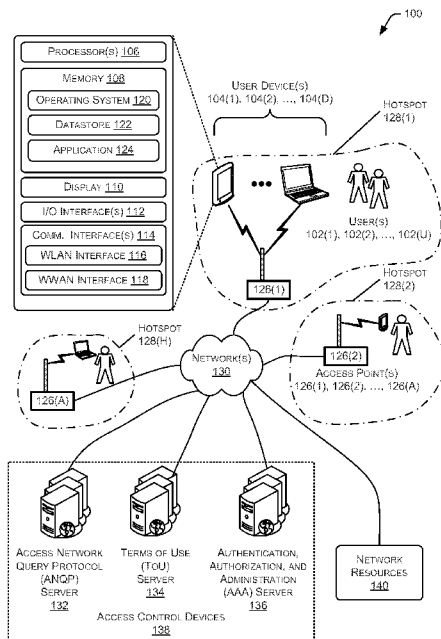 100
PROCESSOR(S) 106
MEMORY 108
OPERATING SYSTEM 120
DATASTORE 122
APPLICATION 124
DISPLAY 110
I/O INTERFACE(S) 112
COMM. INTERFACE(S) 114
WLAN INTERFACE 116
WWAN INTERFACE 118
USER DEVICE(S)
104(1), 104(2), ..., 104(D)
HOTSPOT
128(1)
USER(S)
102(1), 102(2), ..., 102(U)
126(1)
HOTSPOT
128(2)
HOTSPOT
128(H)
126(A)
NETWORK(S)
130
126(2)
ACCESS POINT(S)
126(1), 126(2), ..., 126(A)
ACCESS NETWORK
QUERY PROTOCOL
(ANQP)
SERVER
132
TERMS OF USE
(TOU)
SERVER
134
AUTHENTICATION,
AUTHORIZATION, AND
ADMINISTRATION
(AAA) SERVER
136
ACCESS CONTROL DEVICES
138
NETWORK
RESOURCES
140